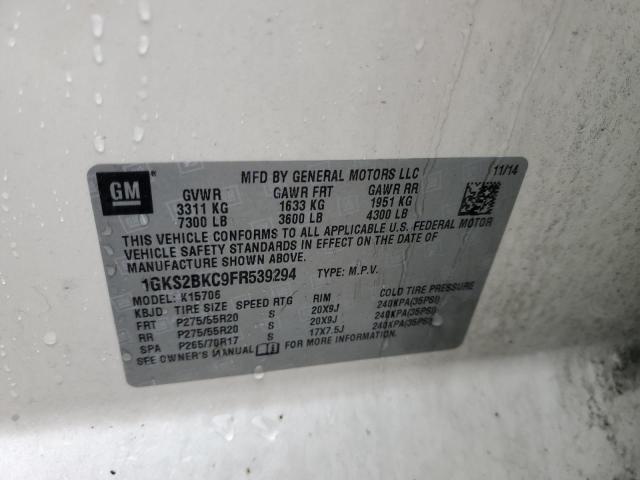 GM
MFD BY GENERAL MOTORS LLC 11/14
GVWR GAWR FRT GAWR RR
3311 KG 1633 KG 1951 KG
7300 LB 3600 LB 4300 LB
THIS VEHICLE CONFORMS TO ALL APPLICABLE U.S. FEDERAL MOTOR
VEHICLE SAFETY STANDARDS IN EFFECT ON THE DATE OF
MANUFACTURE SHOWN ABOVE.
1GKS2BKC9FR539294 TYPE: M.P.V.
MODEL: K15706
KBJD TIRE SIZE SPEED RTG RIM COLD TIRE PRESSURE
FRT P275/55R20 S 20X9J 240KPA(35PSI)
RR P275/55R20 S 20X9J 240KPA(35PSI)
SPA P265/70R17 S 17X7.5J 240KPA(35PSI)
SEE OWNER'S MANUAL FOR MORE INFORMATION.